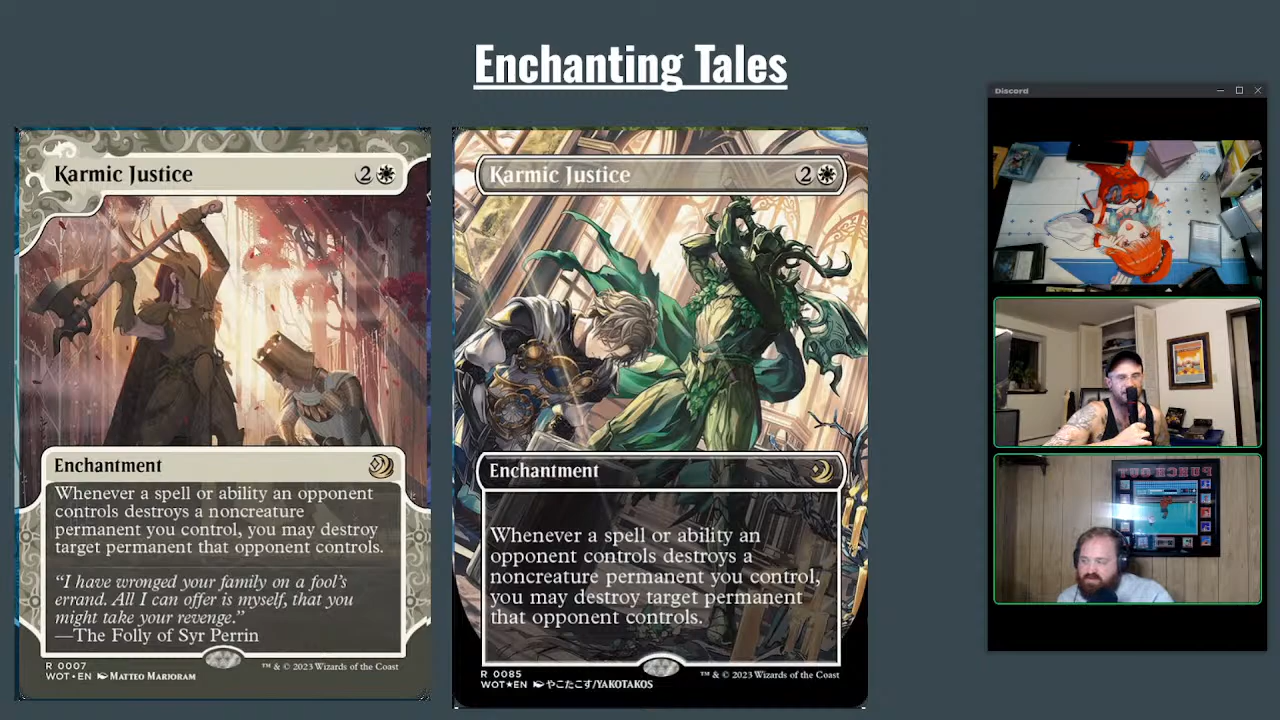 Enchanting Tales
Karmic Justice 2
Enchantment
Whenever a spell or ability an opponent
controls destroys a noncreature
permanent you control, you may destroy
target permanent that opponent controls.
“I have wronged your family on a fool’s
errand. All I can offer is myself, that you
might take your revenge.”
—The Folly of Syr Perrin
R 0007
WOT • EN MATTEO MARJORAM
™ & © 2023 Wizards of the Coast
Karmic Justice 2
Enchantment
Whenever a spell or ability an
opponent controls destroys a
noncreature permanent you control,
you may destroy target permanent
that opponent controls.
R 0085
WOT★EN やこたこす/YAKOTAKOS
™ & © 2023 Wizards of the Coast
Discord
PUNCH OUT